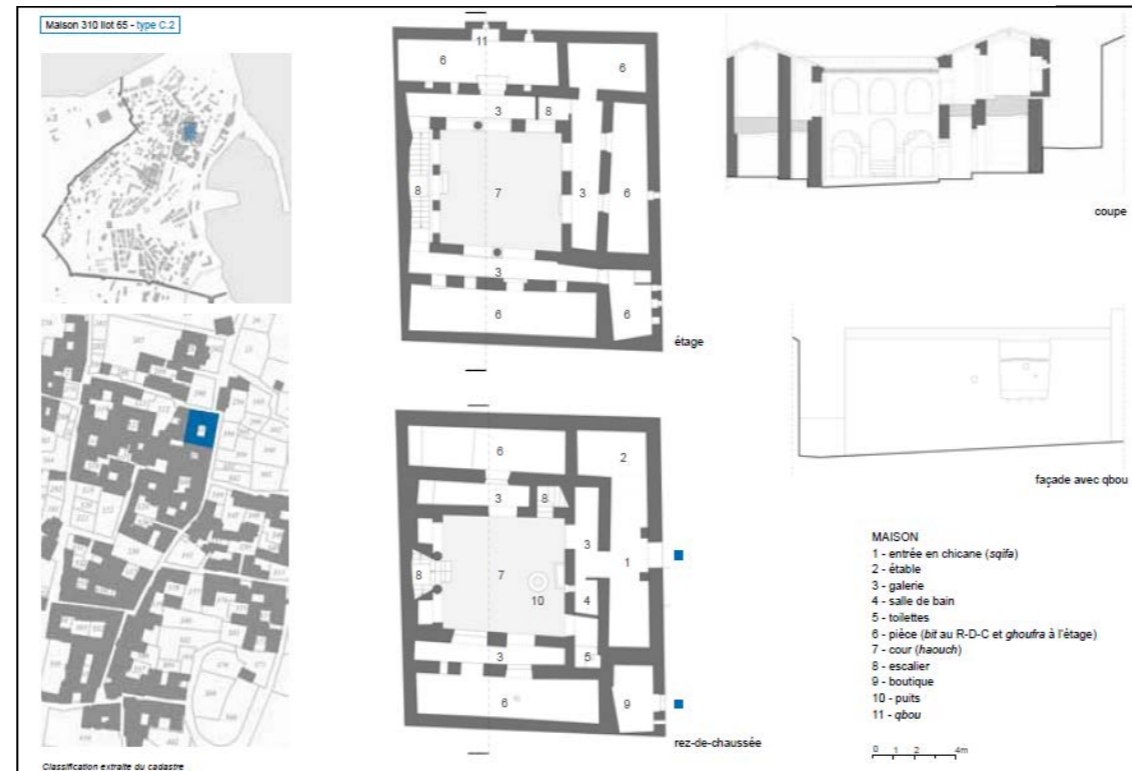 Maison 310 Ilot 65 - type C.2
11
6
6
3
8
8
7
3
6
3
6
6
étage
coupe
façade avec qbou
6
2
3
8
3
8
7
1
10
4
3
5
6
9
rez-de-chaussée
MAISON
1 - entrée en chicane (sqifa)
2 - étable
3 - galerie
4 - salle de bain
5 - toilettes
6 - pièce (bit au R-D-C et ghoufra à l'étage)
7 - cour (haouch)
8 - escalier
9 - boutique
10 - puits
11 - qbou
0 1 2 4m
Classification extraite du cadastre